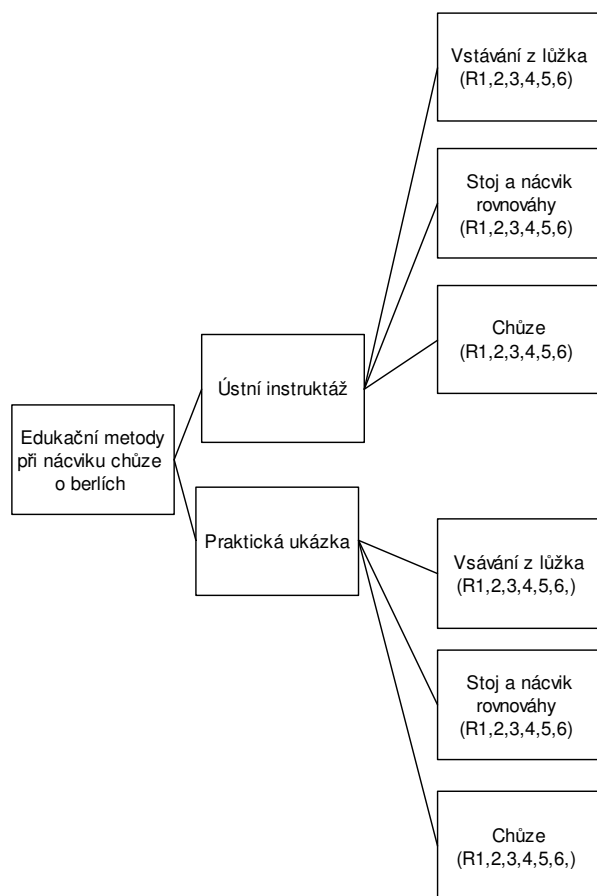 Vstávání z lůžka
(R1,2,3,4,5,6)
Stoj a nácvik
rovnováhy
(R1,2,3,4,5,6)
Chůze
(R1,2,3,4,5,6)
Ústní instruktáž
Edukační metody
při nácviku chůze
o berlích
Praktická ukázka
Vsávání z lůžka
(R1,2,3,4,5,6,)
Stoj a nácvik
rovnováhy
(R1,2,3,4,5,6)
Chůze
(R1,2,3,4,5,6,)